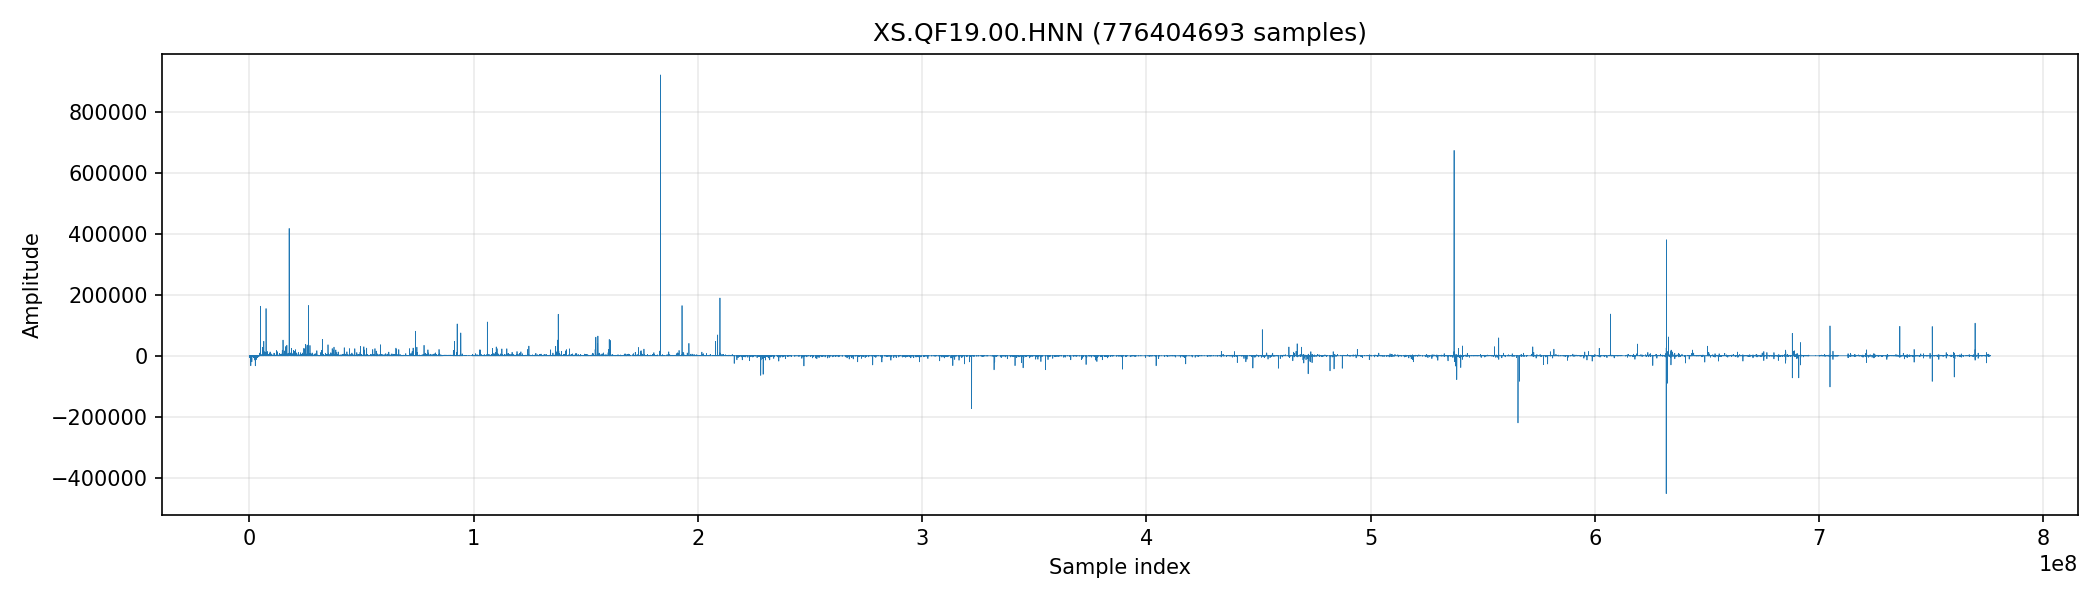 XS.QF19.00.HNN (776404693 samples)
Amplitude
800000
600000
400000
200000
0
−200000
−400000
0 1 2 3 4 5 6 7 8
1e8
Sample index